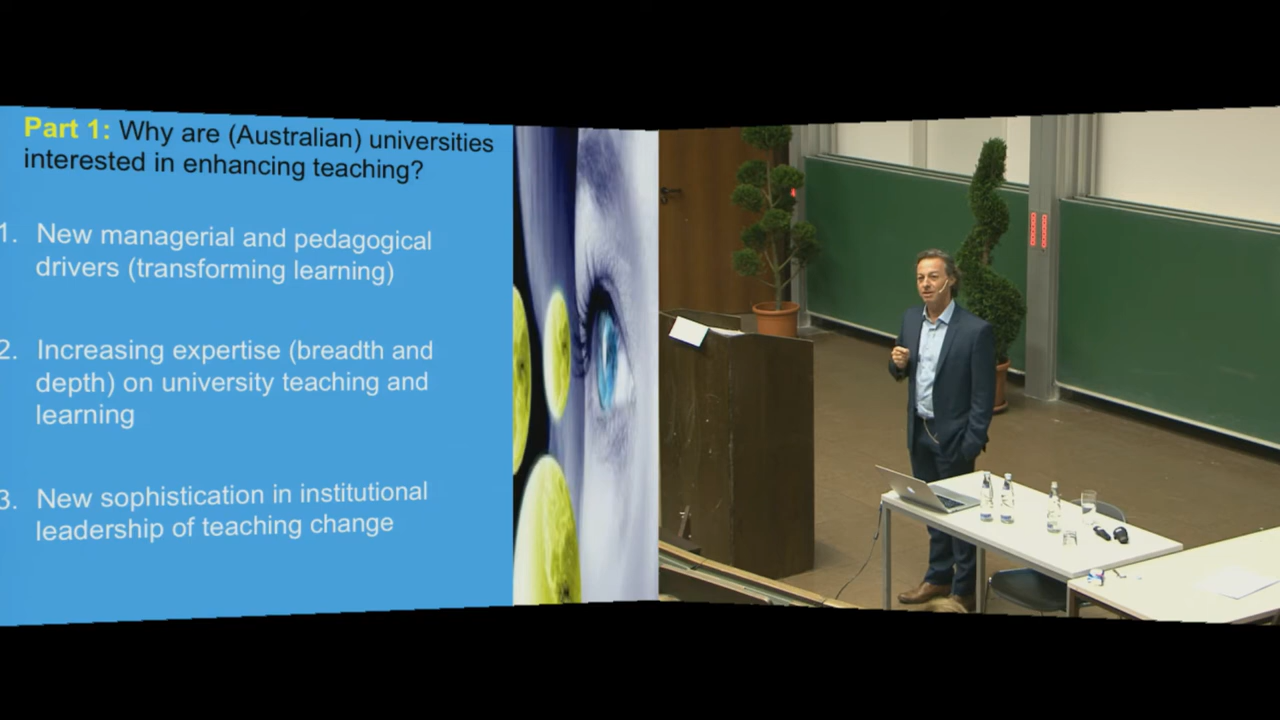 Part 1: Why are (Australian) universities
interested in enhancing teaching?
1. New managerial and pedagogical
drivers (transforming learning)
2. Increasing expertise (breadth and
depth) on university teaching and
learning
3. New sophistication in institutional
leadership of teaching change